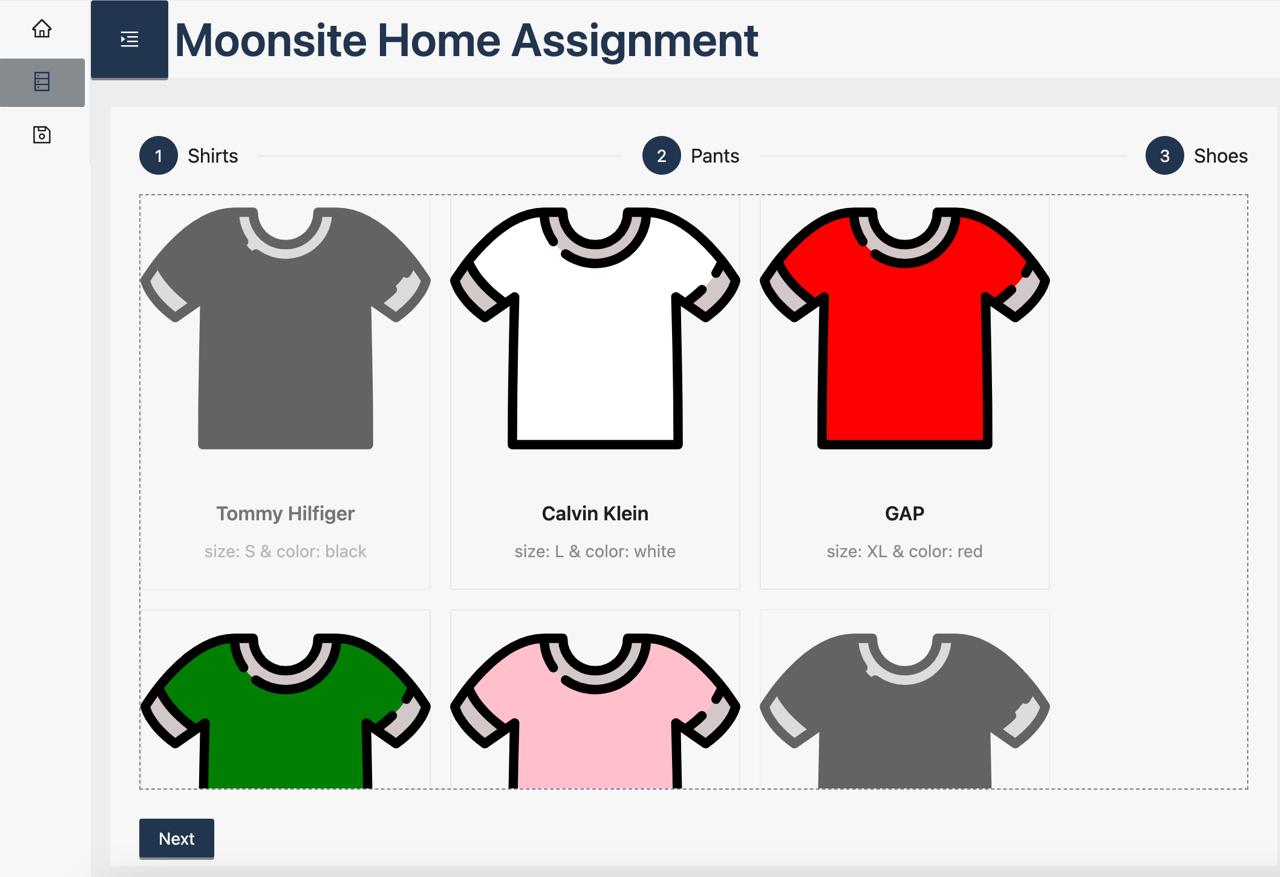 Moonsite Home Assignment
1 Shirts
2 Pants
3 Shoes
Tommy Hilfiger
size: S & color: black
Calvin Klein
size: L & color: white
GAP
size: XL & color: red
Next